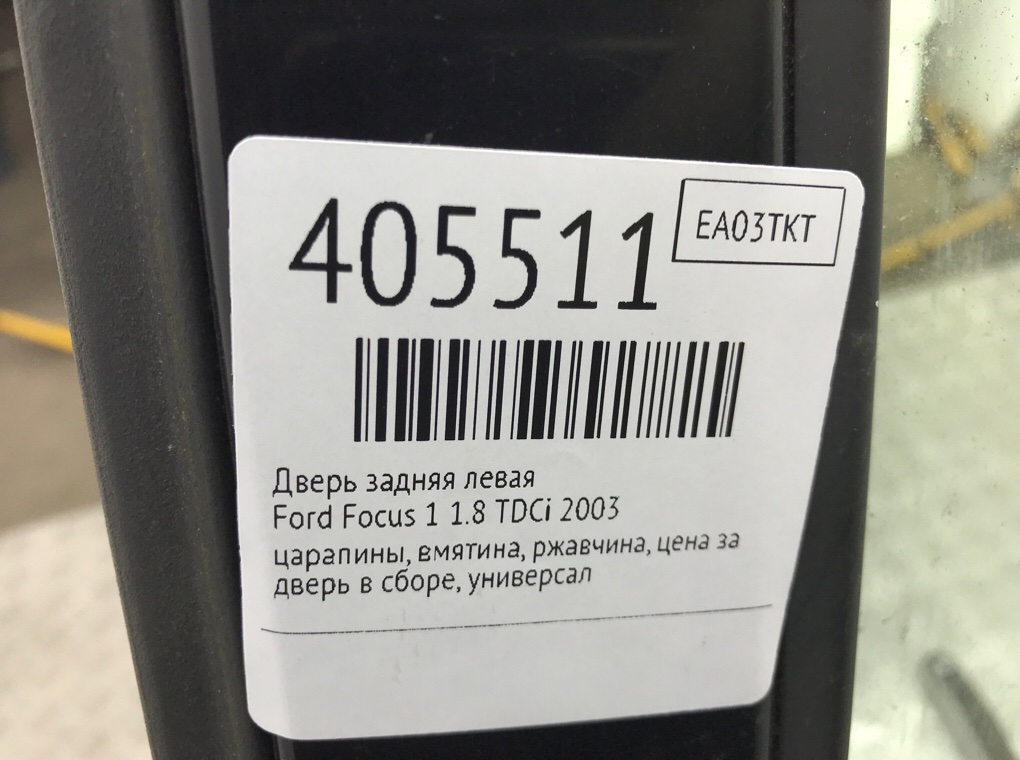 405511
EA03TKT
Дверь задняя левая
Ford Focus 1 1.8 TDCi 2003
царапины, вмятина, ржавчина, цена за
дверь в сборе, универсал